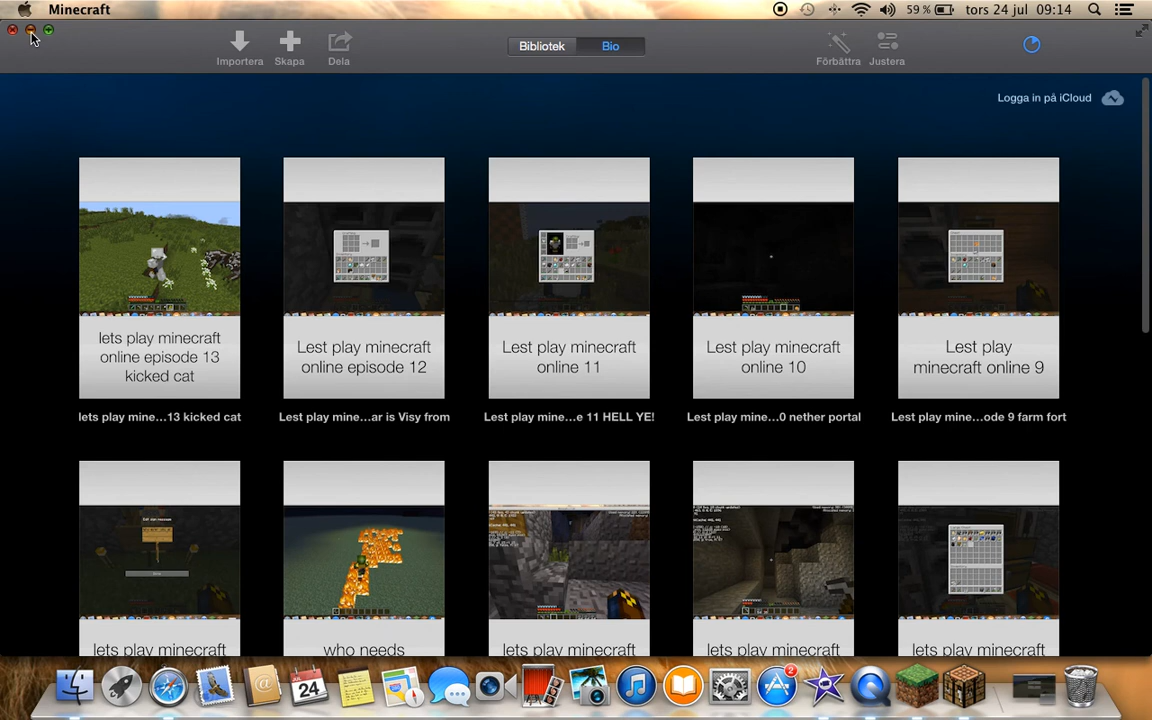 Minecraft
59 %
tors 24 jul 09:14
Importera
Skapa
Dela
Bibliotek
Bio
Förbättra
Justera
Logga in på iCloud
lets play minecraft
online episode 13
kicked cat
Lest play minecraft
online episode 12
Lest play minecraft
online 11
Lest play minecraft
online 10
Lest play
minecraft online 9
lets play mine...13 kicked cat
Lest play mine...ar is Visy from
Lest play mine...e 11 HELL YE!
Lest play mine...0 nether portal
Lest play mine...ode 9 farm fort
lets play minecraft
who needs
lets play minecraft
lets play minecraft
lets play minecraft
24
2